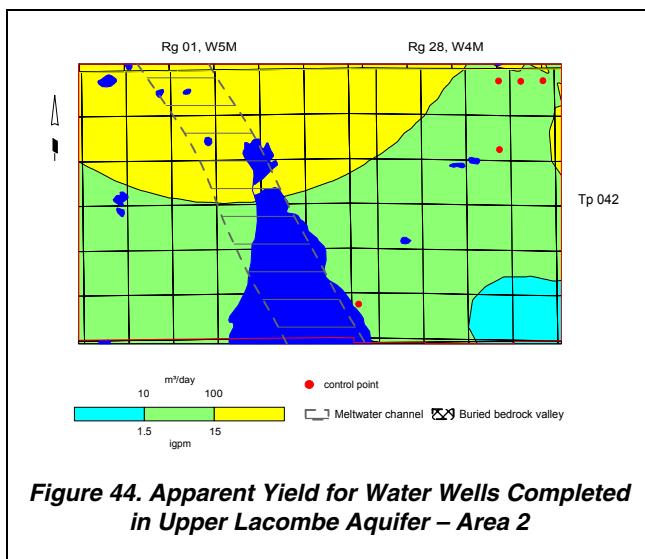 Rg 01, W5M Rg 28, W4M
Tp 042
m³/day
10 100
1.5 15
igpm
control point
Meltwater channel Buried bedrock valley
Figure 44. Apparent Yield for Water Wells Completed
in Upper Lacombe Aquifer – Area 2